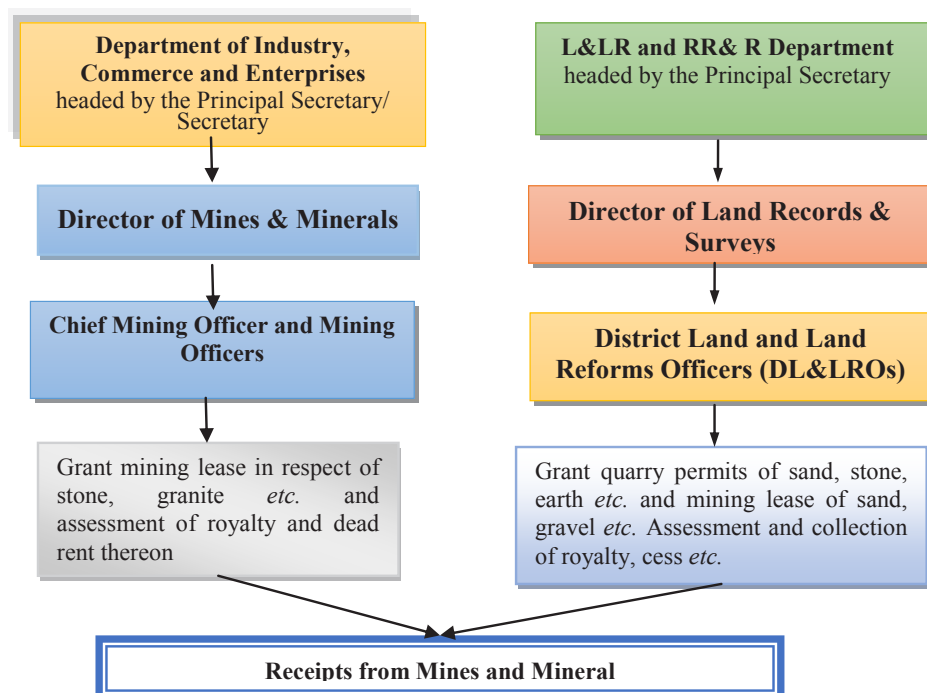 Department of Industry,
Commerce and Enterprises
headed by the Principal Secretary/
Secretary
Director of Mines & Minerals
Chief Mining Officer and Mining
Officers
Grant mining lease in respect of
stone, granite etc. and
assessment of royalty and dead
rent thereon
L&LR and RR& R Department
headed by the Principal Secretary
Director of Land Records &
Surveys
District Land and Land
Reforms Officers (DL&LROs)
Grant quarry permits of sand, stone,
earth etc. and mining lease of sand,
gravel etc. Assessment and collection
of royalty, cess etc.
Receipts from Mines and Mineral